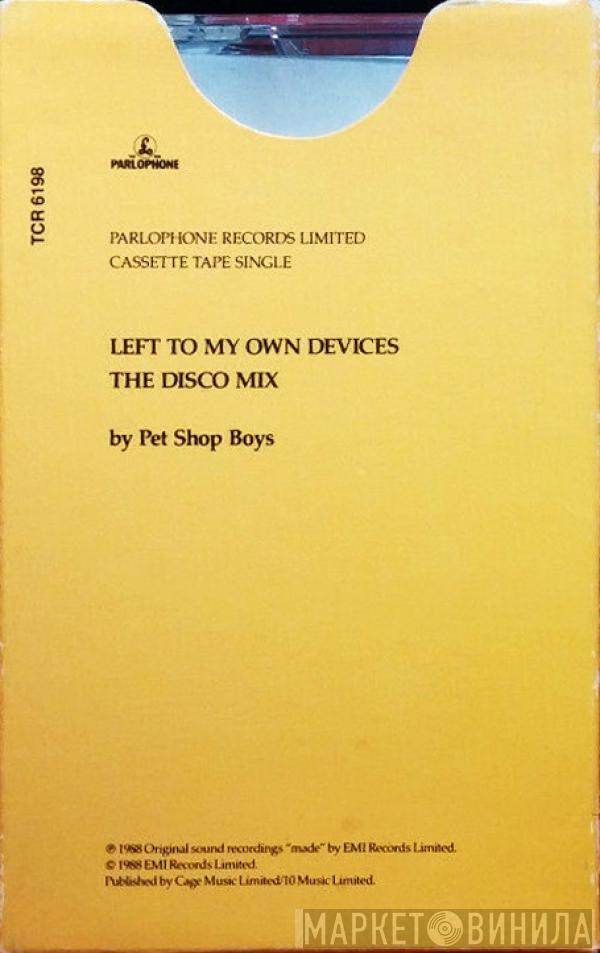 £
PARLOPHONE
TCR 6198
PARLOPHONE RECORDS LIMITED
CASSETTE TAPE SINGLE
LEFT TO MY OWN DEVICES
THE DISCO MIX
by Pet Shop Boys
℗ 1988 Original sound recordings "made" by EMI Records Limited.
© 1988 EMI Records Limited.
Published by Cage Music Limited/10 Music Limited.
МАРКЕТ ВИНИЛА